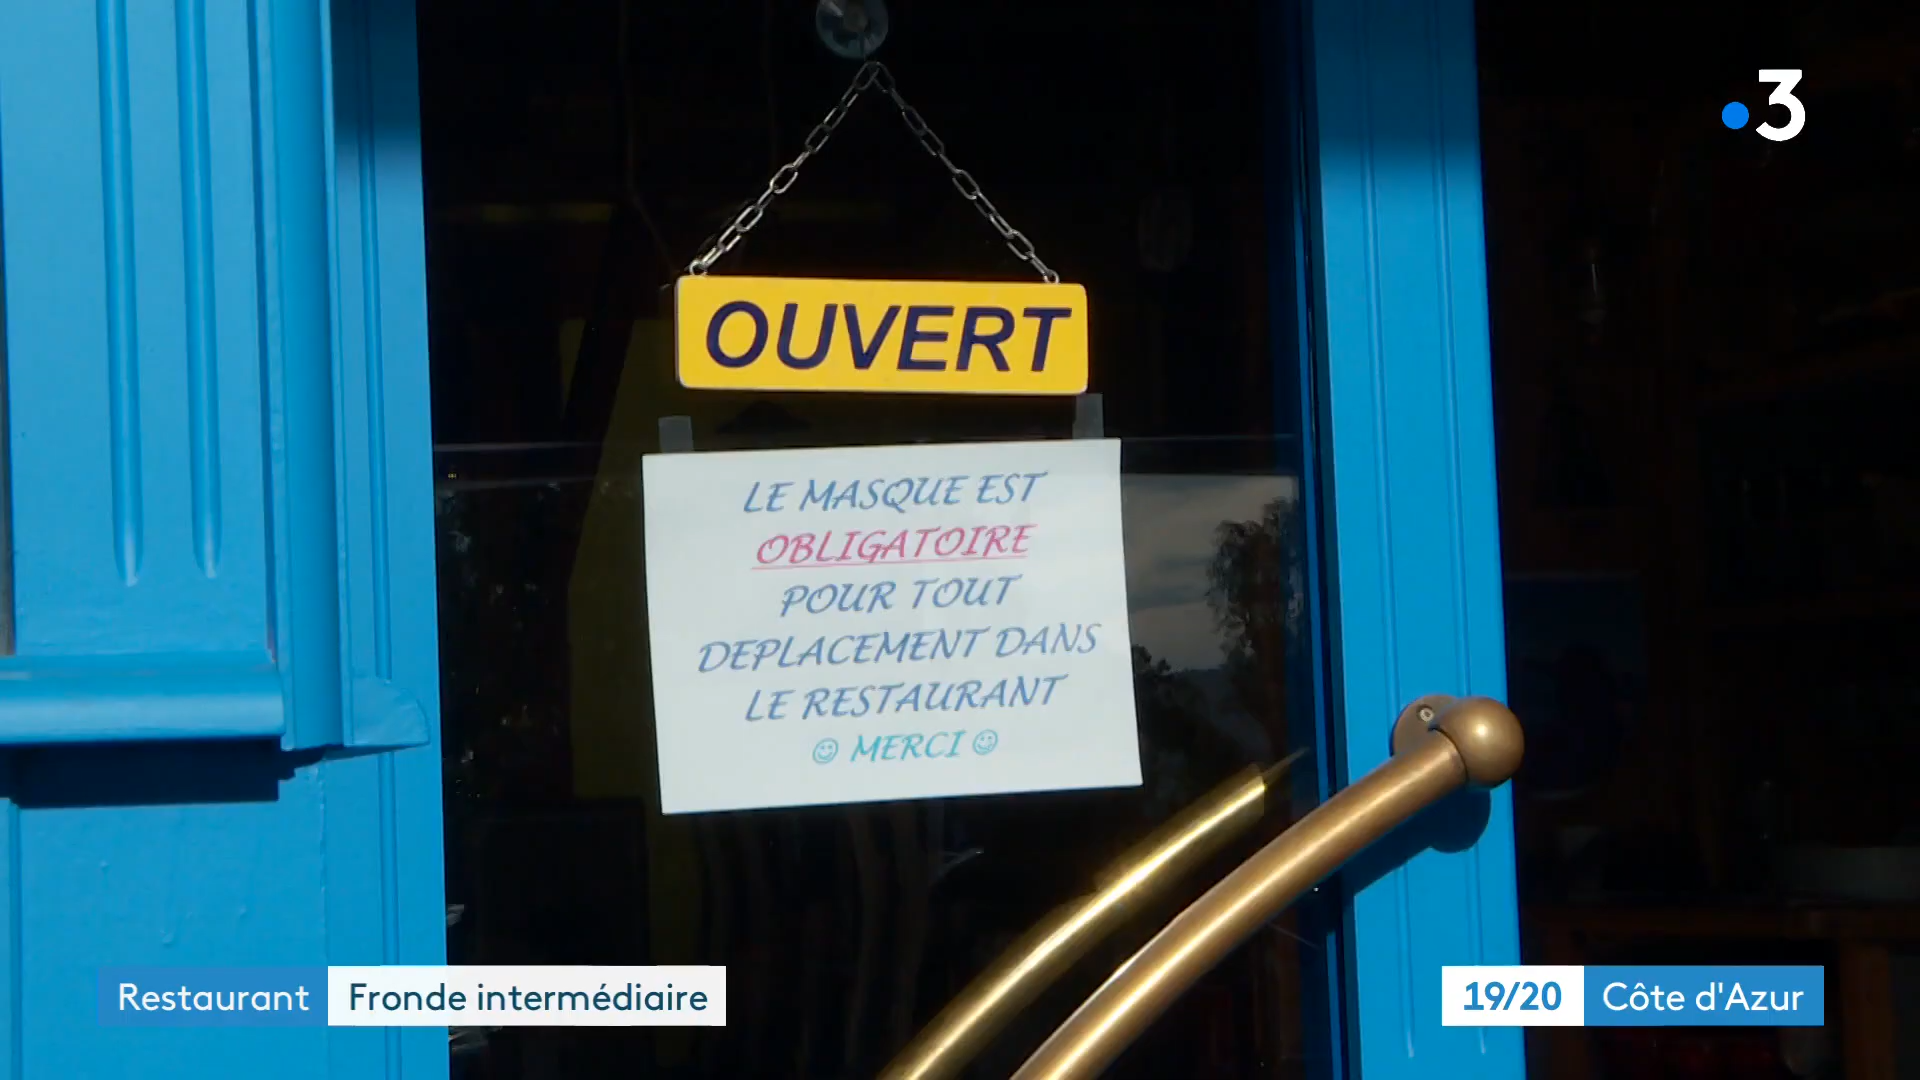 3
OUVERT
LE MASQUE EST
OBLIGATOIRE
POUR TOUT
DEPLACEMENT DANS
LE RESTAURANT
☺ MERCI ☺
Restaurant Fronde intermédiaire
19/20 Côte d'Azur